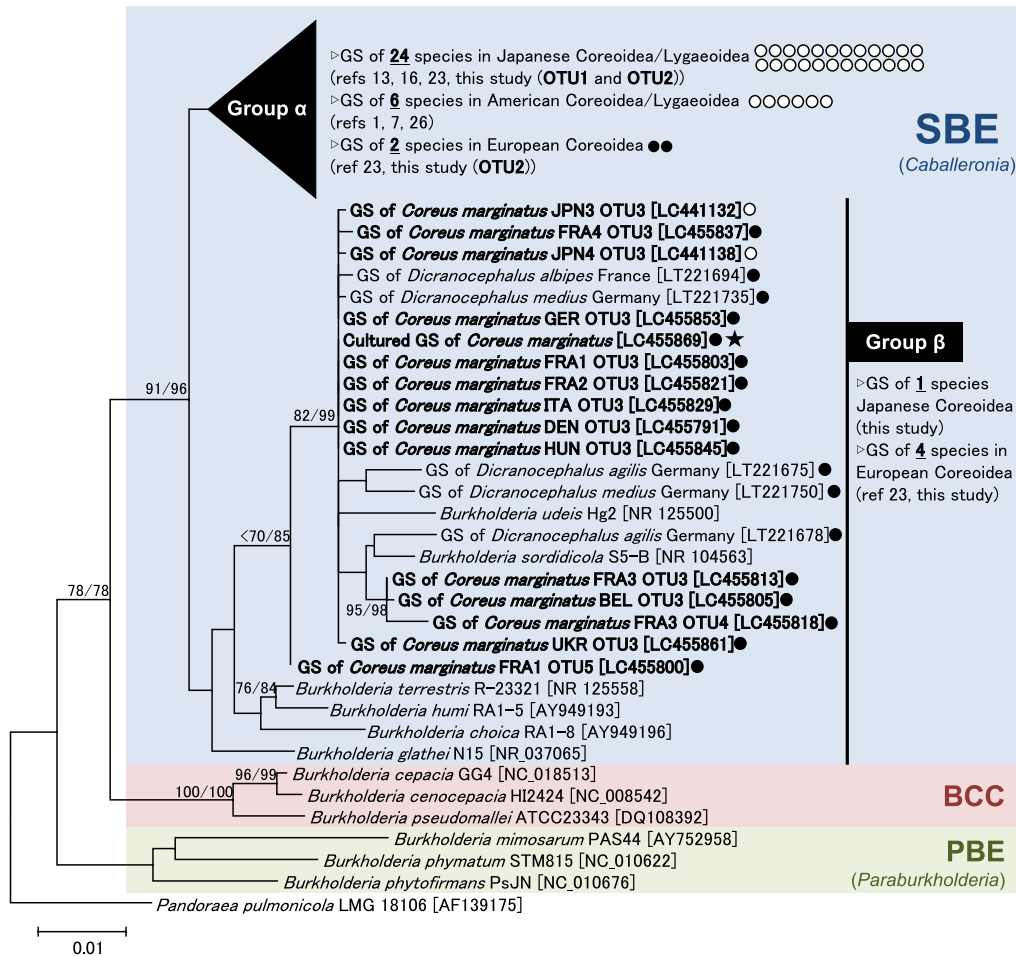 ▷GS of 24 species in Japanese Coreoidea/Lygaeoidea
(refs 13, 16, 23, this study (OTU1 and OTU2))
Group α
▷GS of 6 species in American Coreoidea/Lygaeoidea
(refs 1, 7, 26)
▷GS of 2 species in European Coreoidea
(ref 23, this study (OTU2))
SBE
(Caballeronia)
GS of Coreus marginatus JPN3 OTU3 [LC441132]
GS of Coreus marginatus FRA4 OTU3 [LC455837]
GS of Coreus marginatus JPN4 OTU3 [LC441138]
GS of Dicranocephalus albipes France [LT221694]
GS of Dicranocephalus medius Germany [LT221735]
GS of Coreus marginatus GER OTU3 [LC455853]
Cultured GS of Coreus marginatus [LC455869]★
GS of Coreus marginatus FRA1 OTU3 [LC455803]
GS of Coreus marginatus FRA2 OTU3 [LC455821]
GS of Coreus marginatus ITA OTU3 [LC455829]
GS of Coreus marginatus DEN OTU3 [LC455791]
GS of Coreus marginatus HUN OTU3 [LC455845]
GS of Dicranocephalus agilis Germany [LT221675]
GS of Dicranocephalus medius Germany [LT221750]
Burkholderia udeis Hg2 [NR 125500]
GS of Dicranocephalus agilis Germany [LT221678]
Burkholderia sordidicola S5-B [NR 104563]
GS of Coreus marginatus FRA3 OTU3 [LC455813]
GS of Coreus marginatus BEL OTU3 [LC455805]
GS of Coreus marginatus FRA3 OTU4 [LC455818]
GS of Coreus marginatus UKR OTU3 [LC455861]
GS of Coreus marginatus FRA1 OTU5 [LC455800]
Burkholderia terrestris R-23321 [NR 125558]
Burkholderia humi RA1-5 [AY949193]
Burkholderia choica RA1-8 [AY949196]
Burkholderia glathei N15 [NR_037065]
Group β
▷GS of 1 species
Japanese Coreoidea
(this study)
▷GS of 4 species in
European Coreoidea
(ref 23, this study)
91/96
82/99
<70/85
78/78
95/98
76/84
96/99
100/100
Burkholderia cepacia GG4 [NC_018513]
Burkholderia cenocepacia HI2424 [NC_008542]
Burkholderia pseudomallei ATCC23343 [DQ108392]
BCC
Burkholderia mimosarum PAS44 [AY752958]
Burkholderia phymatum STM815 [NC_010622]
Burkholderia phytofirmans PsJN [NC_010676]
PBE
(Paraburkholderia)
Pandoraea pulmonicola LMG 18106 [AF139175]
0.01